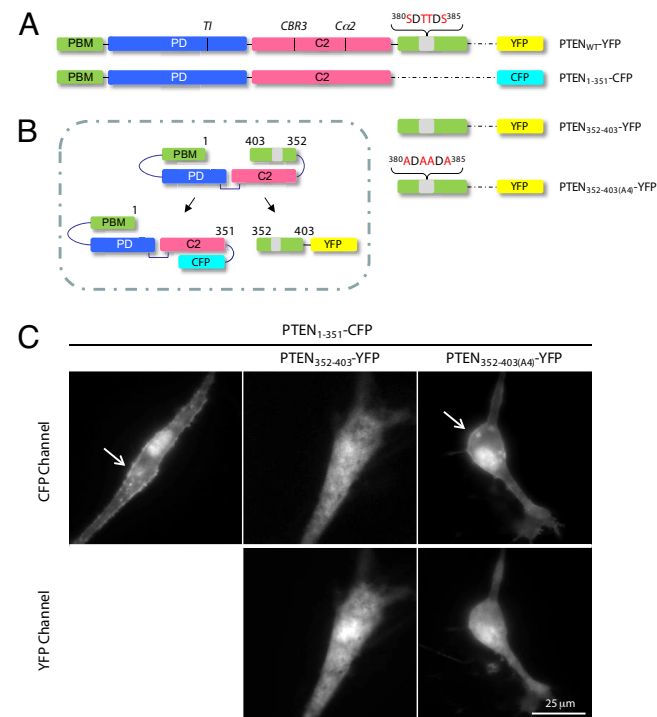 A
TI CBR3 Cα2 380SDTTDS385
PBM PD C2 YFP PTENWT-YFP
PBM PD C2 CFP PTEN1-351-CFP
B
YFP PTEN352-403-YFP
380ADAADA385
YFP PTEN352-403(A4)-YFP
1 403 352
PBM
PD C2
1
PBM
351 352 403
PD C2 YFP
CFP
C
PTEN1-351-CFP
PTEN352-403-YFP PTEN352-403(A4)-YFP
CFP Channel
YFP Channel
25 μm